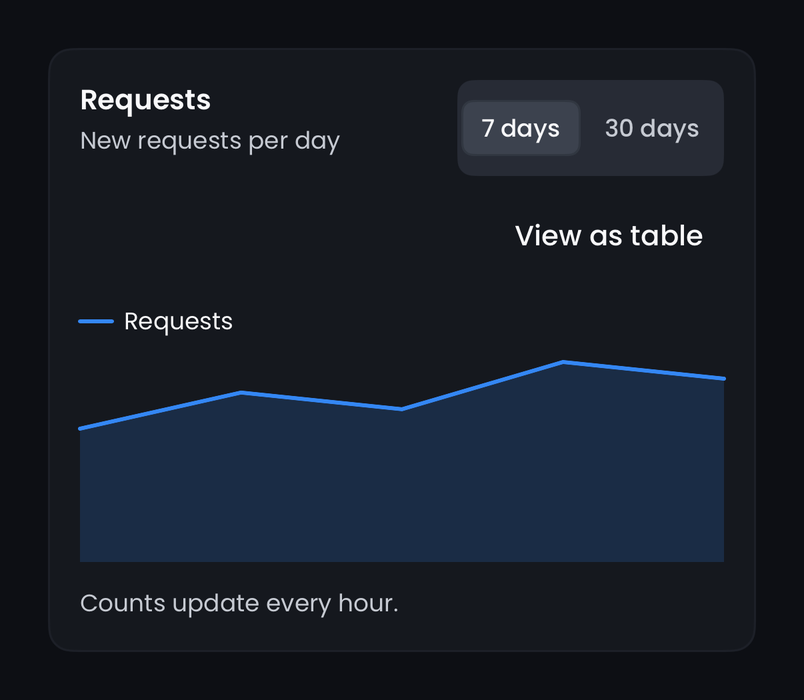 Requests
New requests per day
7 days
30 days
View as table
Requests
Counts update every hour.